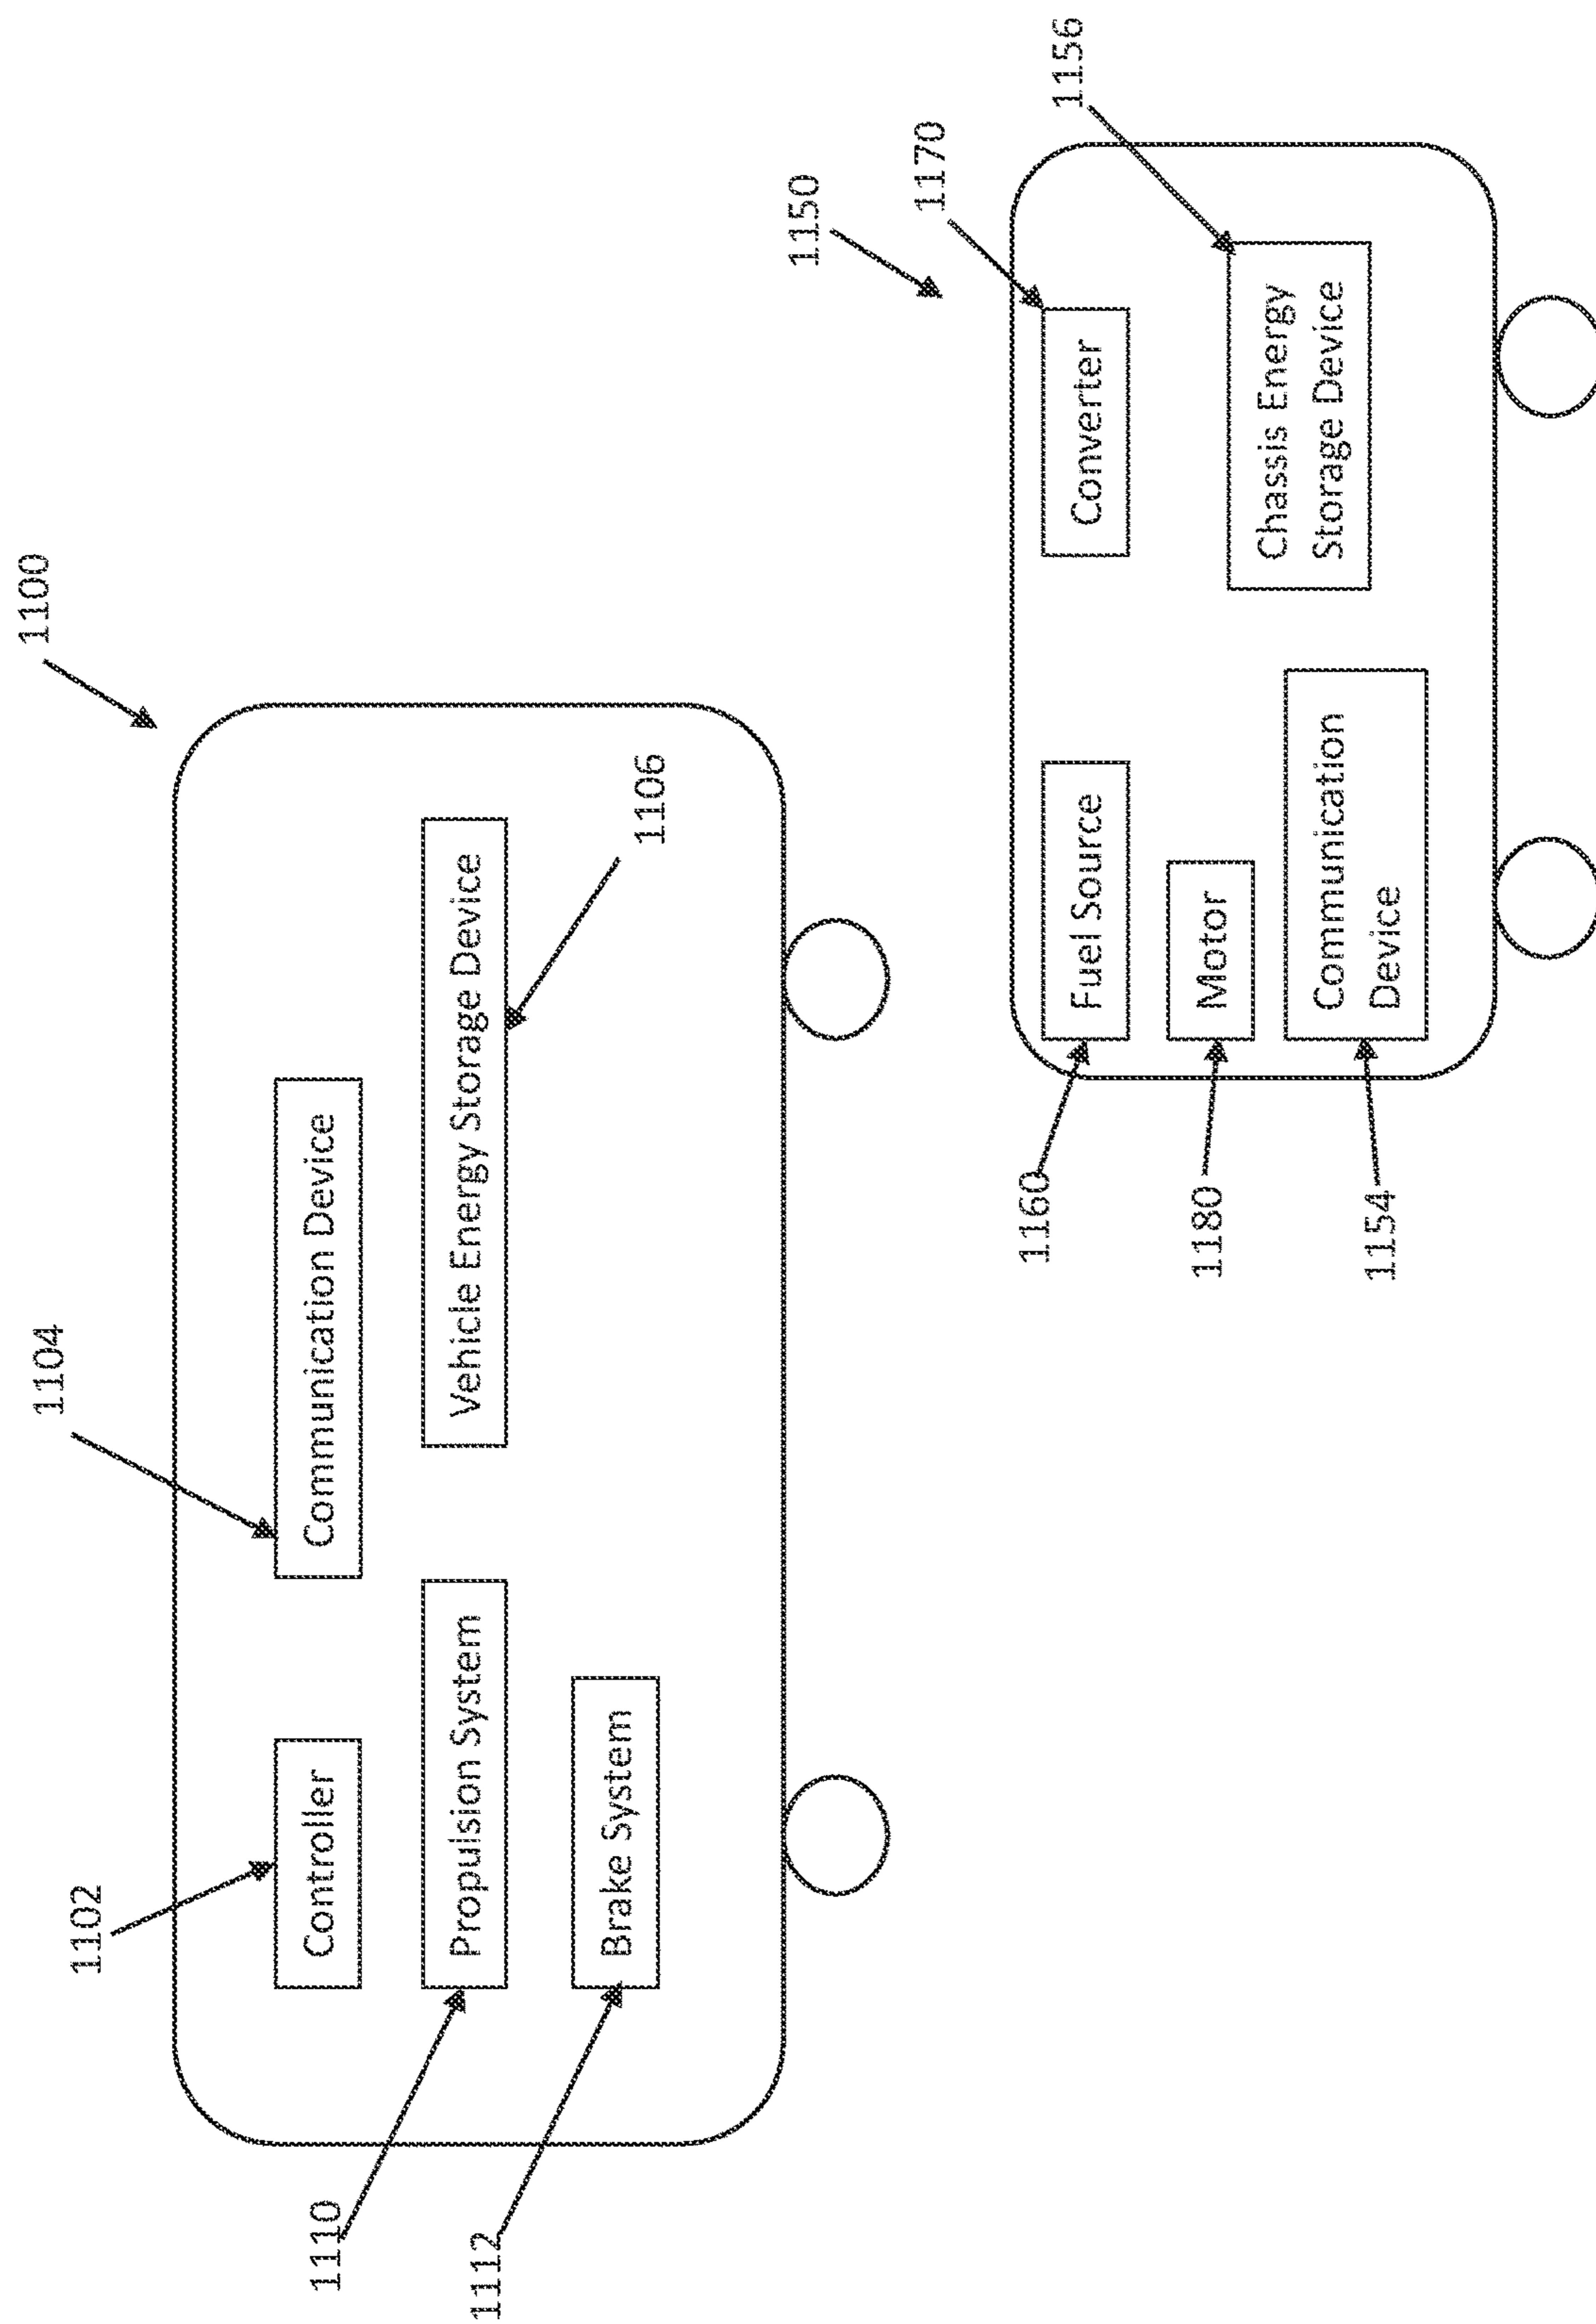 1100
1102
1104
Controller
Communication Device
1110
Propulsion System
Vehicle Energy Storage Device
1112
Brake System
1106
1150
1170
1156
1160
Fuel Source
Converter
1180
Motor
Chassis Energy
Storage Device
1154
Communication
Device